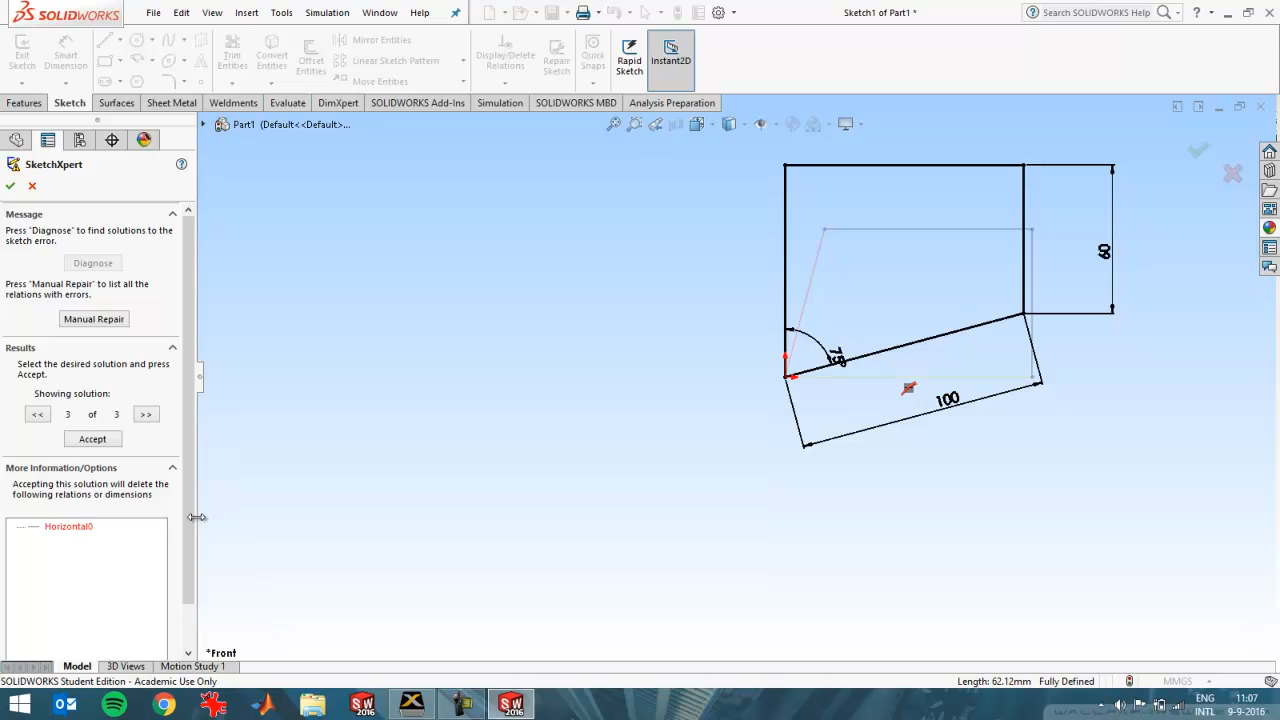 SOLIDWORKS File Edit View Insert Tools Simulation Window Help Sketch1 of Part1 * Search SOLIDWORKS Help
Exit Sketch
Smart Dimension
Trim Entities
Convert Entities
Offset Entities
Mirror Entities
Linear Sketch Pattern
Move Entities
Display/Delete Relations
Repair Sketch
Quick Snaps
Rapid Sketch
Instant2D
Features Sketch Surfaces Sheet Metal Weldments Evaluate DimXpert SOLIDWORKS Add-Ins Simulation SOLIDWORKS MBD Analysis Preparation
Part1 (Default<<Default>...
SketchXpert
Message
Press "Diagnose" to find solutions to the
sketch error.
Diagnose
Press "Manual Repair" to list all the
relations with errors.
Manual Repair
Results
Select the desired solution and press
Accept.
Showing solution:
<< 3 of 3 >>
Accept
More Information/Options
Accepting this solution will delete the
following relations or dimensions
Horizontal0
60
75°
100
*Front
Model 3D Views Motion Study 1
SOLIDWORKS Student Edition - Academic Use Only Length: 62.12mm Fully Defined MMGS
SW 2016
SW 2016
ENG 11:07
INTL 9-9-2016